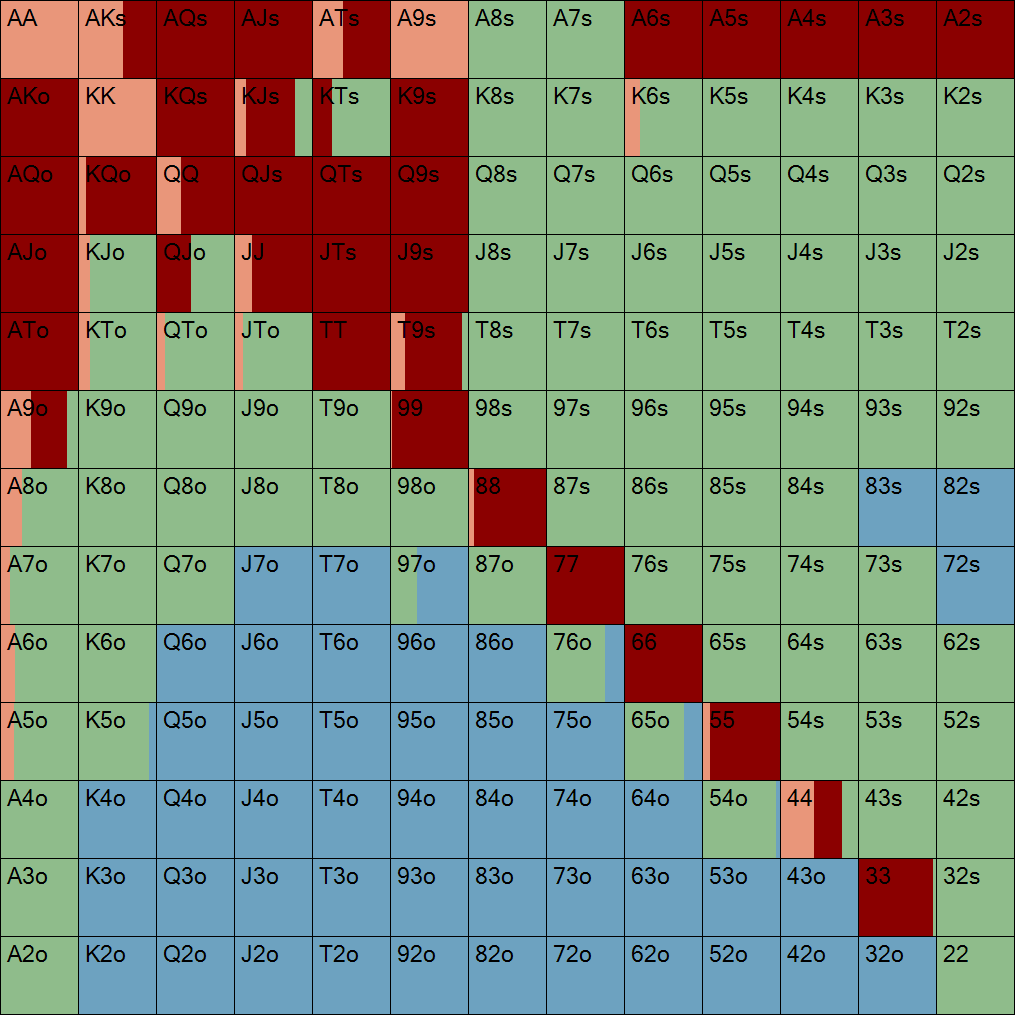 AA AKs AQs AJs ATs A9s A8s A7s A6s A5s A4s A3s A2s
AKo KK KQs KJs KTs K9s K8s K7s K6s K5s K4s K3s K2s
AQo KQo QQ QJs QTs Q9s Q8s Q7s Q6s Q5s Q4s Q3s Q2s
AJo KJo QJo JJ JTs J9s J8s J7s J6s J5s J4s J3s J2s
ATo KTo QTo JTo TT T9s T8s T7s T6s T5s T4s T3s T2s
A9o K9o Q9o J9o T9o 99 98s 97s 96s 95s 94s 93s 92s
A8o K8o Q8o J8o T8o 98o 88 87s 86s 85s 84s 83s 82s
A7o K7o Q7o J7o T7o 97o 87o 77 76s 75s 74s 73s 72s
A6o K6o Q6o J6o T6o 96o 86o 76o 66 65s 64s 63s 62s
A5o K5o Q5o J5o T5o 95o 85o 75o 65o 55 54s 53s 52s
A4o K4o Q4o J4o T4o 94o 84o 74o 64o 54o 44 43s 42s
A3o K3o Q3o J3o T3o 93o 83o 73o 63o 53o 43o 33 32s
A2o K2o Q2o J2o T2o 92o 82o 72o 62o 52o 42o 32o 22